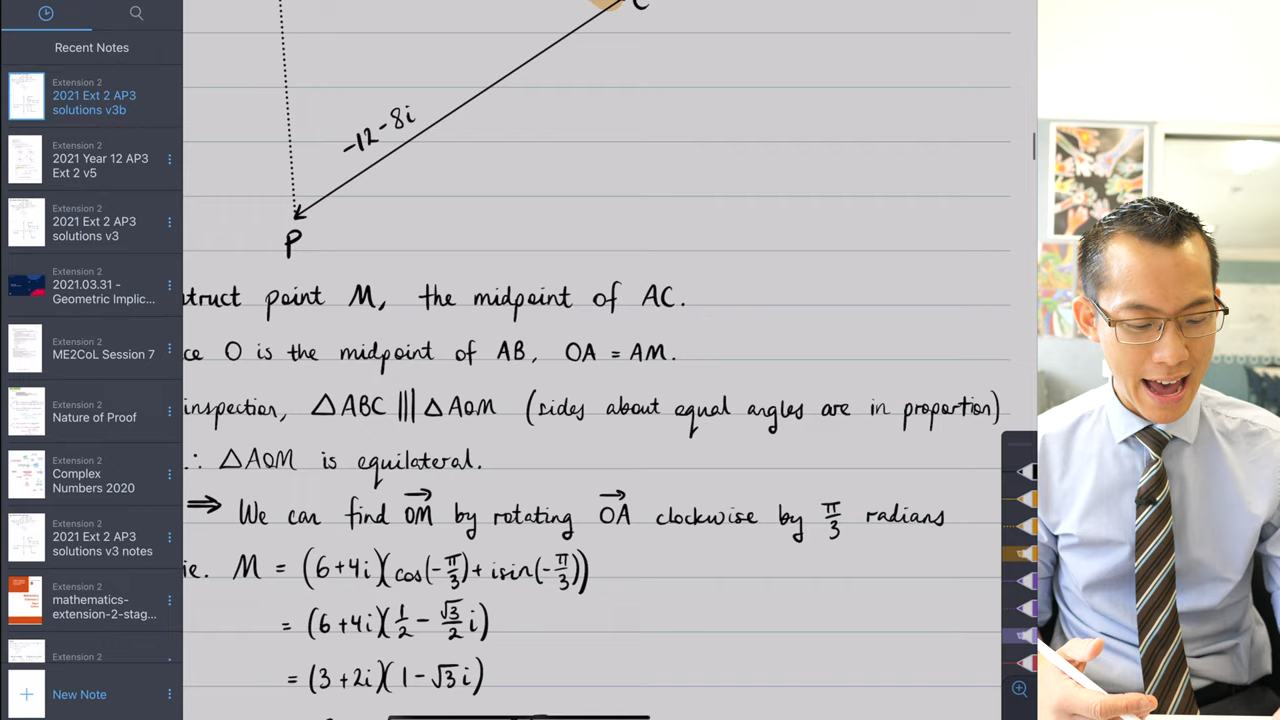 Recent Notes
Extension 2
2021 Ext 2 AP3
solutions v3b
Extension 2
2021 Year 12 AP3
Ext 2 v5
Extension 2
2021 Ext 2 AP3
solutions v3
Extension 2
2021.03.31 -
Geometric Implic...
ME2CoL Session 7
Extension 2
Nature of Proof
Extension 2
Complex
Numbers 2020
Extension 2
2021 Ext 2 AP3
solutions v3 notes
Extension 2
mathematics-
extension-2-stag...
Extension 2
New Note
C
-12-8i
P
truct point M, the midpoint of AC.
ce O is the midpoint of AB, OA = AM.
inspection, △ABC ||| △AOM (sides about equal angles are in proportion)
∴ △AOM is equilateral.
⇒ We can find OM→ by rotating OA→ clockwise by π/3 radians
ie. M = (6+4i)(cos(-π/3)+isin(-π/3))
= (6+4i)(1/2 - √3/2 i)
= (3+2i)(1-√3i)